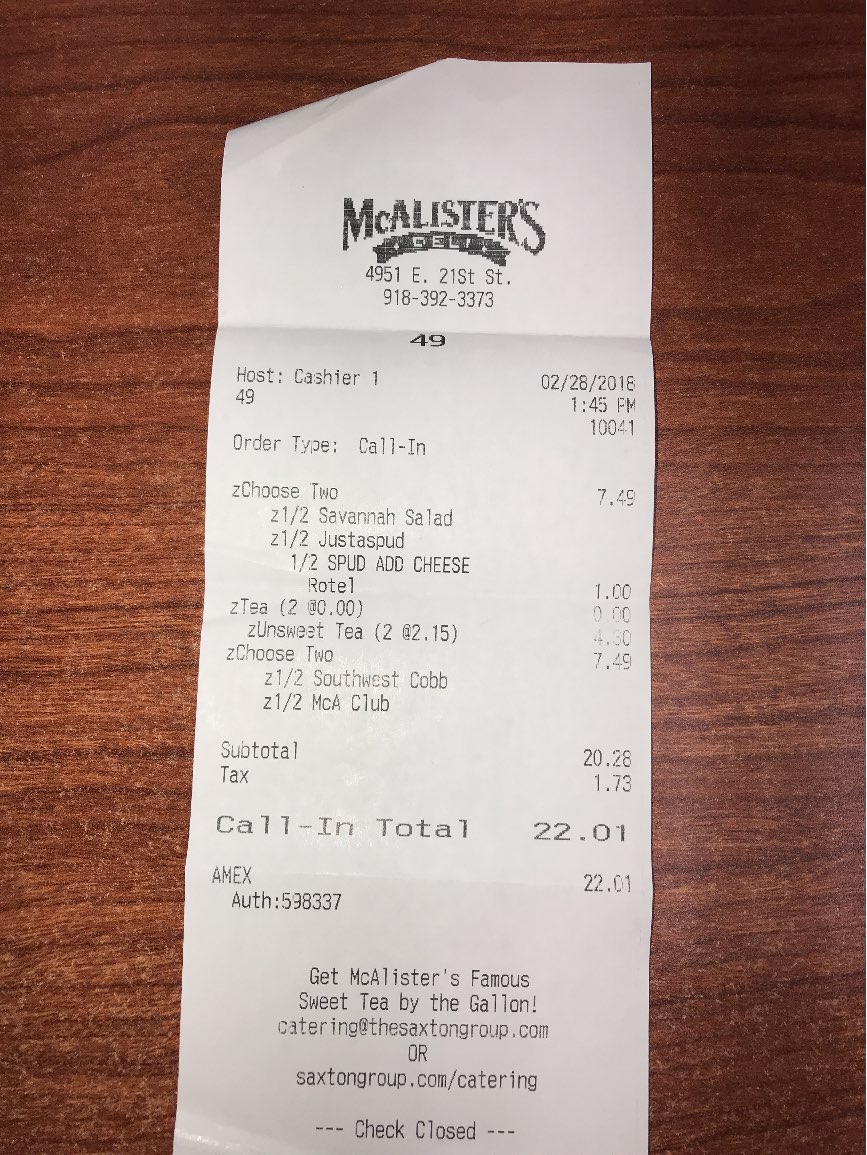 McALISTER'S
DELI
4951 E. 21St St.
918-392-3373
49
Host: Cashier 1 02/28/2018
49 1:45 PM
10041
Order Type: Call-In
zChoose Two 7.49
z1/2 Savannah Salad
z1/2 Justaspud
1/2 SPUD ADD CHEESE
Rotel 1.00
zTea (2 @0.00) 0.00
zUnsweet Tea (2 @2.15) 4.30
zChoose Two 7.49
z1/2 Southwest Cobb
z1/2 McA Club
Subtotal 20.28
Tax 1.73
Call-In Total 22.01
AMEX 22.01
Auth:598337
Get McAlister's Famous
Sweet Tea by the Gallon!
catering@thesaxtongroup.com
OR
saxtongroup.com/catering
--- Check Closed ---